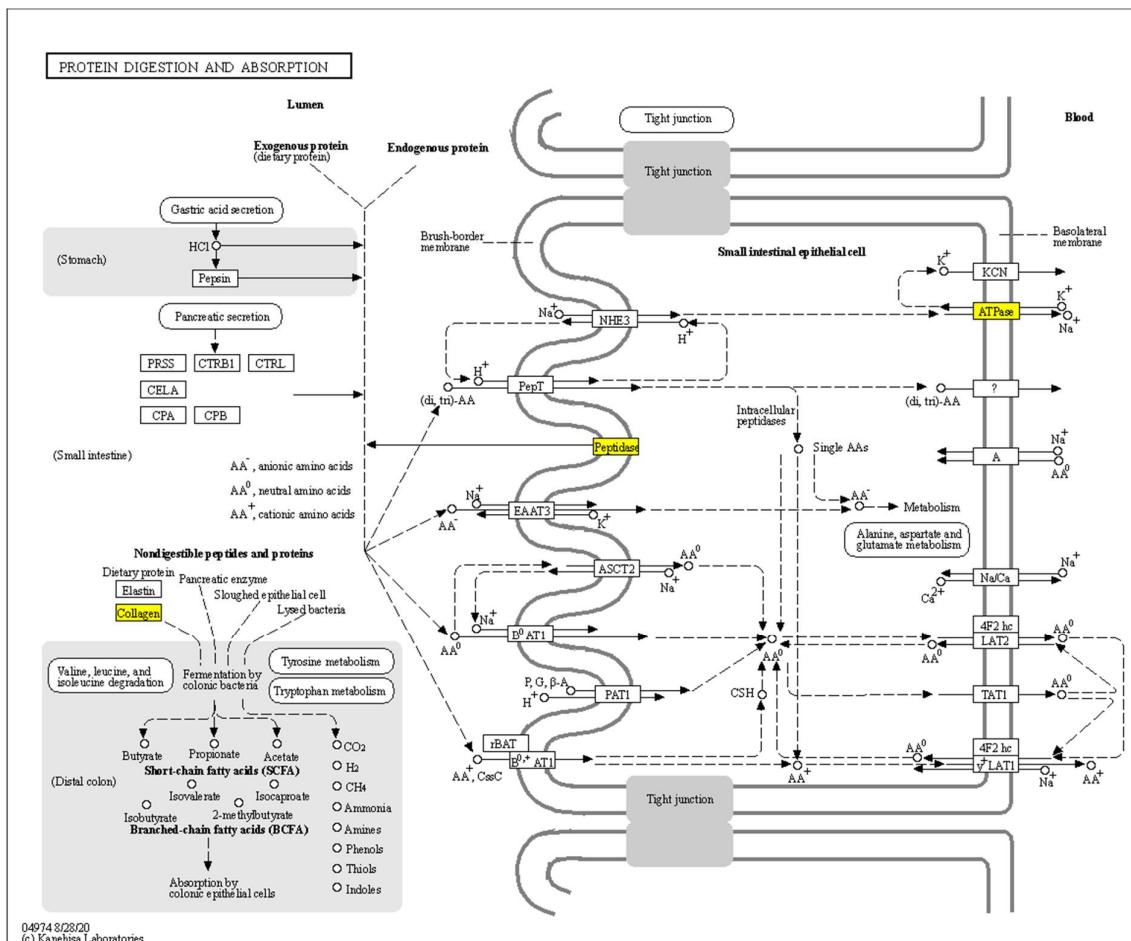 PROTEIN DIGESTION AND ABSORPTION
Lumen
Blood
Exogenous protein
(dietary protein)
Endogenous protein
Tight junction
Tight junction
Gastric acid secretion
HCl
(Stomach)
Pepsin
Brush-border
membrane
Small intestinal epithelial cell
Basolateral
membrane
K+
KCN
ATPase
K+
Na+
Pancreatic secretion
PRSS
CTRB1
CTRL
CELA
CPA
CPB
Na+
NHE3
H+
H+
PepT
(di, tri)-AA
(di, tri)-AA
?
Intracellular
peptidases
(Small intestine)
Peptidase
Single AAs
Na+
A
AA0
AA-, anionic amino acids
AA0, neutral amino acids
AA+, cationic amino acids
Na+
AA-
EAAT3
K+
AA-
Metabolism
Alanine, aspartate and
glutamate metabolism
Nondigestible peptides and proteins
Dietary protein
Elastin
Collagen
Pancreatic enzyme
Sloughed epithelial cell
Lysed bacteria
ASCT2
AA0
Na+
Na+
Na/Ca
Ca2+
Na+
B0AT1
AA0
AA0
4F2 hc
LAT2
AA0
AA0
Valine, leucine, and
isoleucine degradation
Fermentation by
colonic bacteria
Tyrosine metabolism
Tryptophan metabolism
P, G, β-A
H+
PAT1
CSH
TAT1
AA0
Butyrate
Propionate
Acetate
Short-chain fatty acids (SCFA)
(Distal colon)
Isovalerate
Isocaproate
Isobutyrate
2-methylbutyrate
Branched-chain fatty acids (BCFA)
Absorption by
colonic epithelial cells
CO2
H2
CH4
Ammonia
Amines
Phenols
Thiols
Indoles
rBAT
B0,+AT1
AA+, CssC
AA+
AA0
4F2 hc
y+LAT1
Na+
AA+
Tight junction
04974 8/28/20
(c) Kanehisa Laboratories